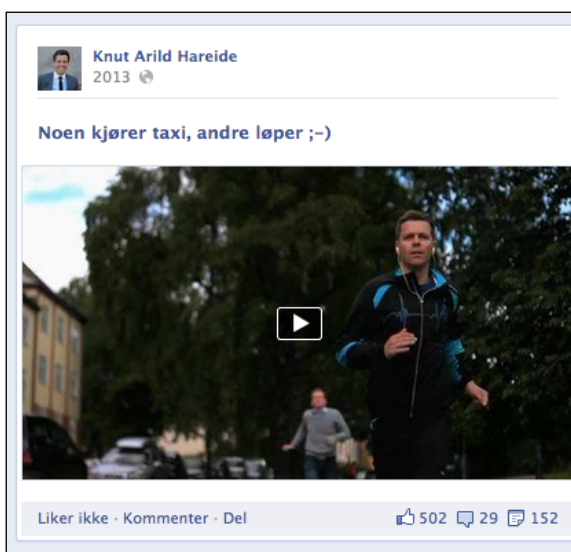 Knut Arild Hareide
2013
Noen kjører taxi, andre løper ;-)
Liker ikke · Kommenter · Del 502 29 152